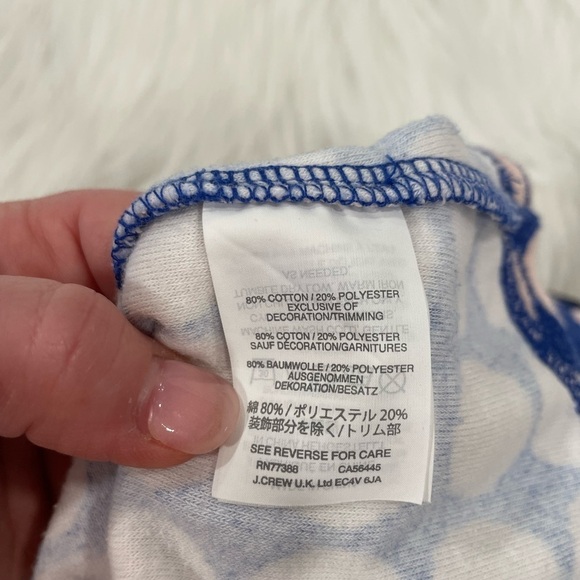 80% COTTON / 20% POLYESTER
EXCLUSIVE OF
DECORATION/TRIMMING
80% COTON / 20% POLYESTER
SAUF DÉCORATION/GARNITURES
80% BAUMWOLLE / 20% POLYESTER
AUSGENOMMEN
DEKORATION/BESATZ
綿 80% / ポリエステル 20%
装飾部分を除く/トリム部
SEE REVERSE FOR CARE
RN77388 CA56445
J.CREW U.K. Ltd EC4V 6JA